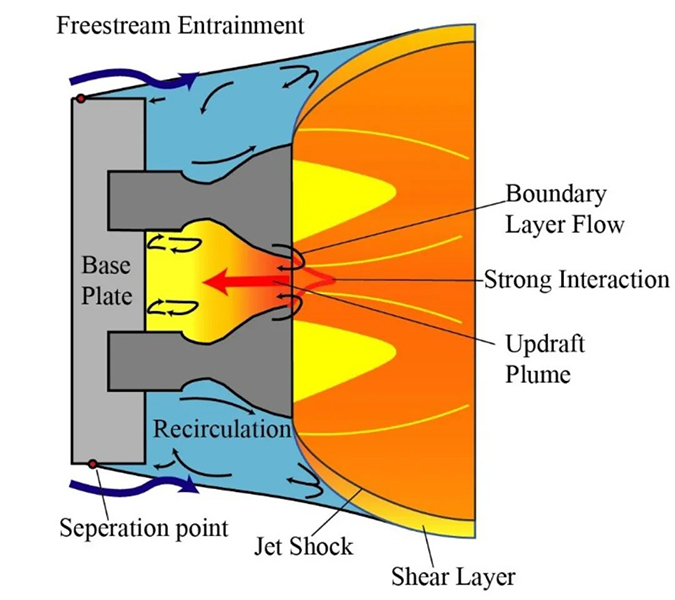 Freestream Entrainment
Boundary
Layer Flow
Base
Plate
Strong Interaction
Updraft
Plume
Recirculation
Seperation point
Jet Shock
Shear Layer